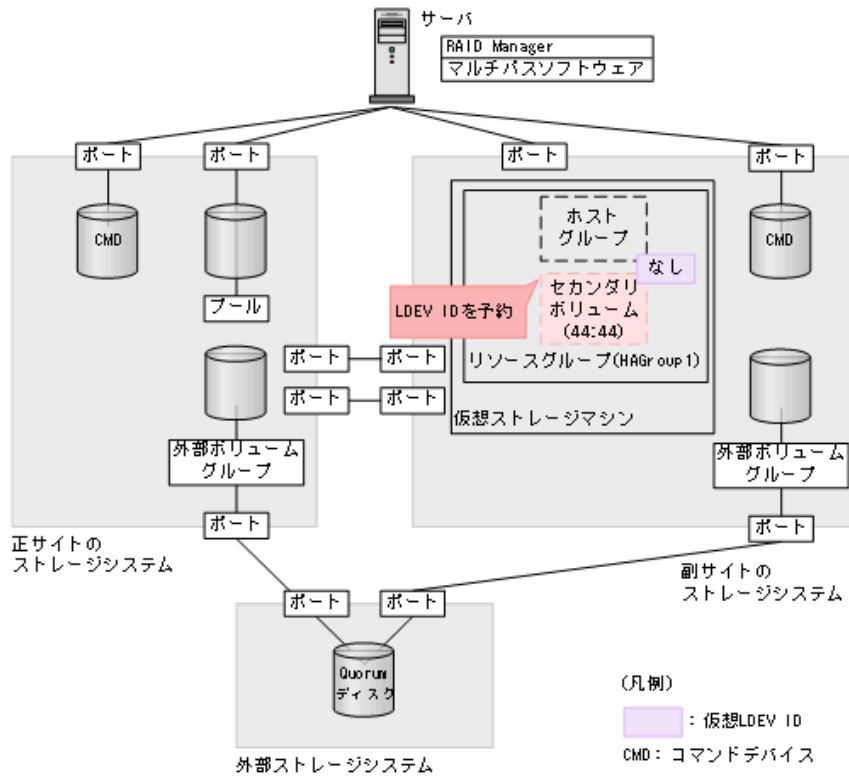 サーバ
RAID Manager
マルチパスソフトウェア
ポート
ポート
ポート
ポート
CMD
プール
ホスト
グループ
なし
セカンダリ
ボリューム
(44:44)
LDEV IDを予約
リソースグループ(HAGroup1)
仮想ストレージマシン
CMD
ポート
ポート
ポート
ポート
外部ボリューム
グループ
外部ボリューム
グループ
ポート
ポート
正サイトの
ストレージシステム
副サイトの
ストレージシステム
ポート
ポート
Quorum
ディスク
外部ストレージシステム
(凡例)
：仮想LDEV ID
CMD：コマンドデバイス